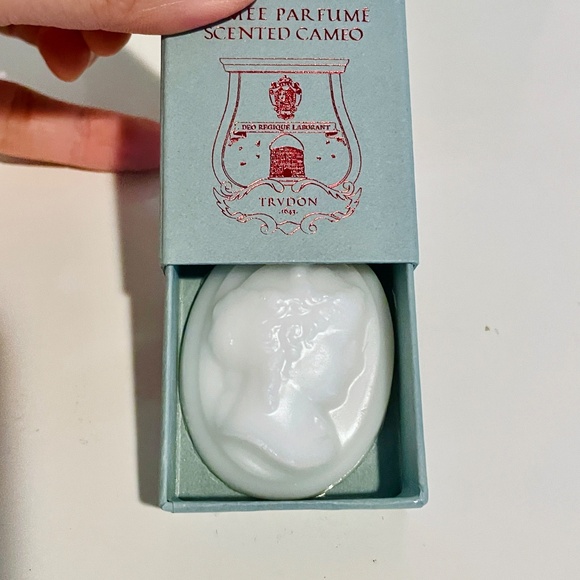 PARFUMÉ
SCENTED CAMEO
DEO REGIQUE LABORANT
TRVDON
·1643·